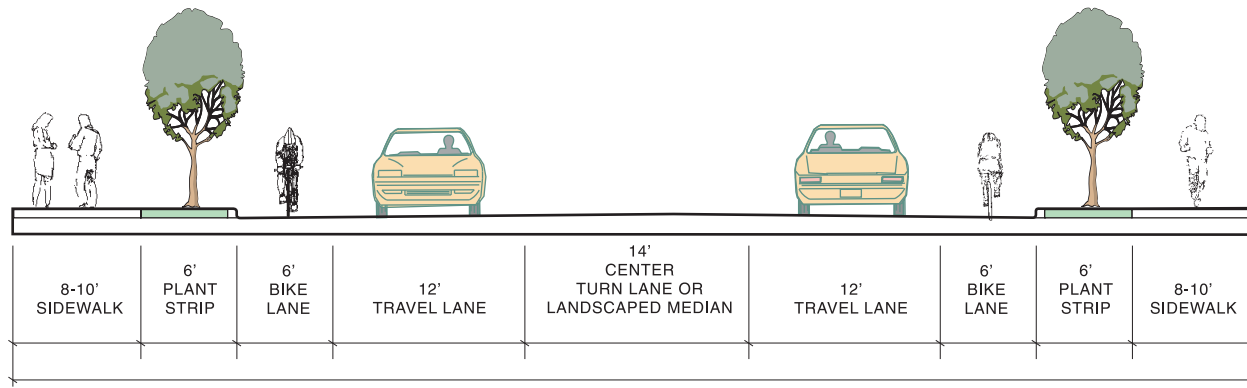 8-10'
SIDEWALK
6'
PLANT
STRIP
6'
BIKE
LANE
12'
TRAVEL LANE
14'
CENTER
TURN LANE OR
LANDSCAPED MEDIAN
12'
TRAVEL LANE
6'
BIKE
LANE
6'
PLANT
STRIP
8-10'
SIDEWALK